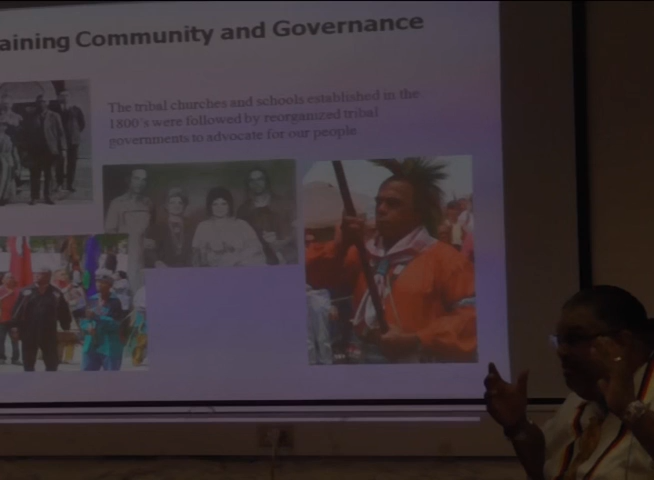 aining Community and Governance
The tribal churches and schools established in the
1800's were followed by reorganized tribal
governments to advocate for our people